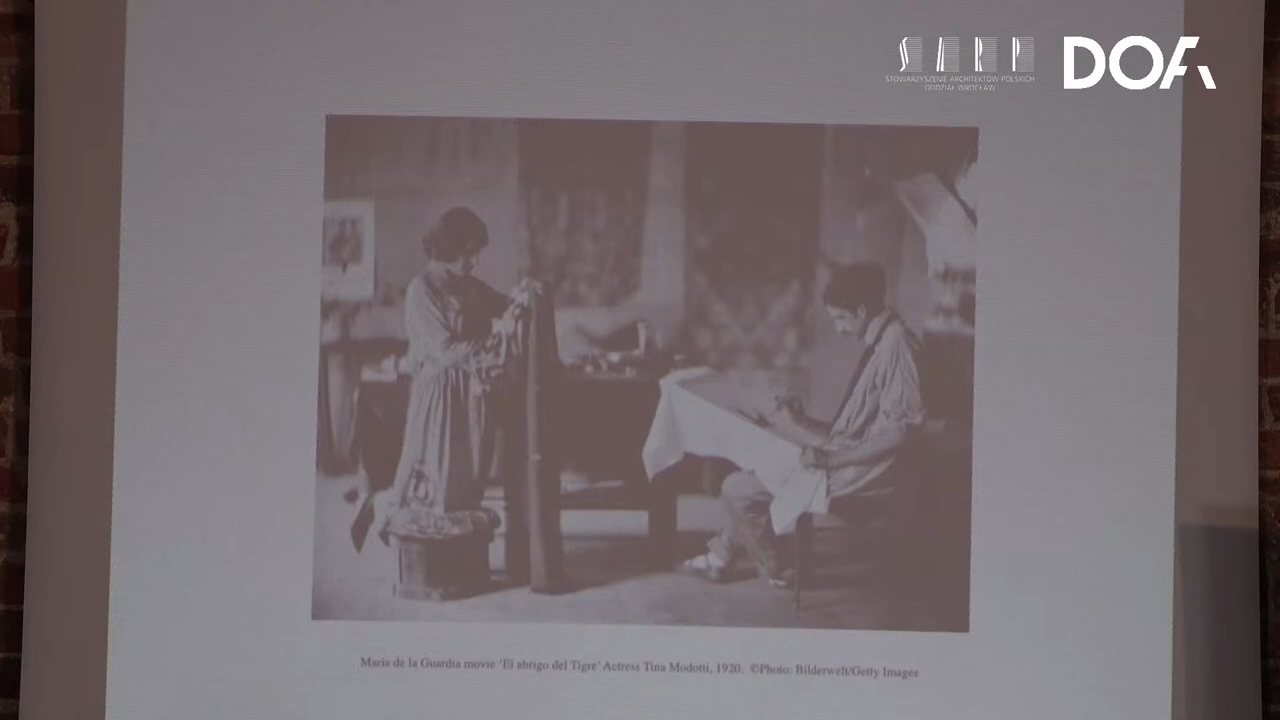 SARP
STOWARZYSZENIE ARCHITEKTÓW POLSKICH
ODDZIAŁ WROCŁAW
DOFA
Maria de la Guardia movie 'El abrigo del Tigre' Actress Tina Modotti, 1920. ©Photo: Bilderwelt/Getty Images